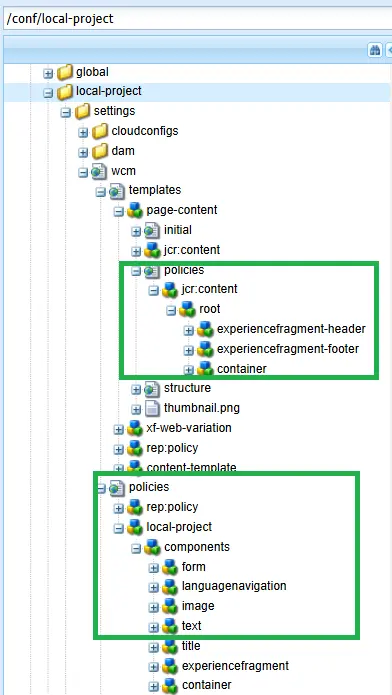 /conf/local-project
global
local-project
settings
cloudconfigs
dam
wcm
templates
page-content
initial
jcr:content
policies
jcr:content
root
experiencefragment-header
experiencefragment-footer
container
structure
thumbnail.png
xf-web-variation
rep:policy
content-template
policies
rep:policy
local-project
components
form
languagenavigation
image
text
title
experiencefragment
container